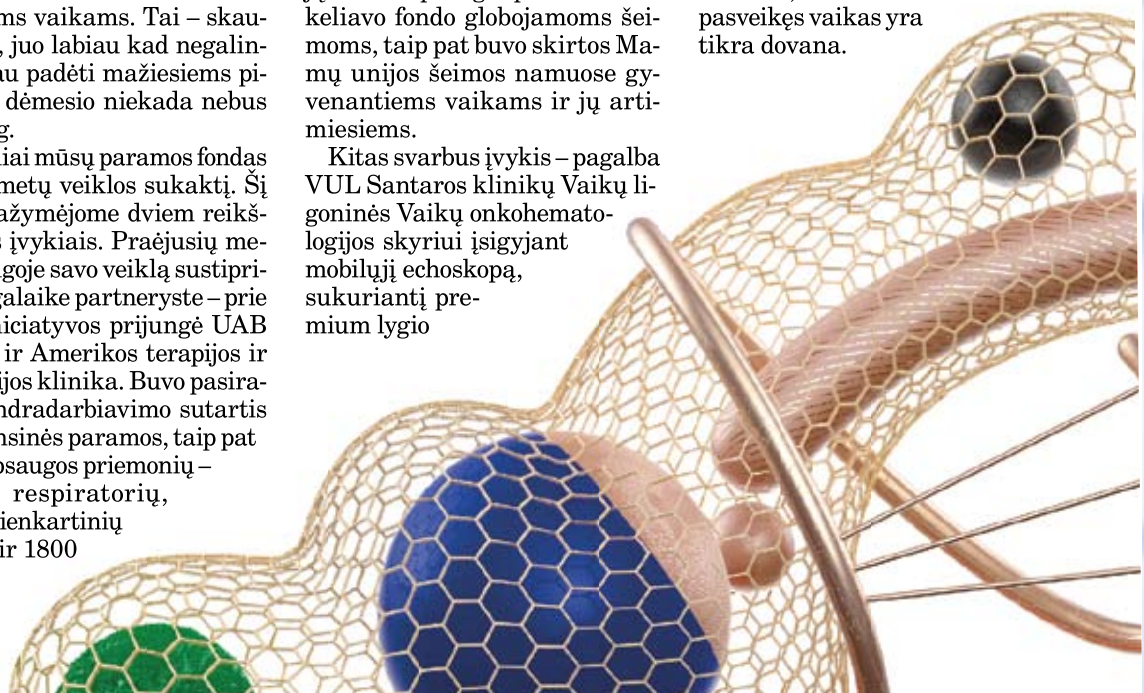 ms vaikams. Tai – skau-
, juo labiau kad negalin-
au padėti mažiesiems pi-
dėmesio niekada nebus
g.
iai mūsų paramos fondas
metų veiklos sukaktį. Šį
ažymėjome dviem reikš-
s įvykiais. Praėjusių me-
goje savo veiklą sustipri-
galaike partneryste – prie
niciatyvos prijungė UAB
ir Amerikos terapijos ir
ijos klinika. Buvo pasira-
ndradarbiavimo sutartis
nsinės paramos, taip pat
psaugos priemonių –
respiratorių,
ienkartinių
ir 1800
keliavo fondo globojamoms šei-
moms, taip pat buvo skirtos Ma-
mų unijos šeimos namuose gy-
venantiems vaikams ir jų arti-
miesiems.
Kitas svarbus įvykis – pagalba
VUL Santaros klinikų Vaikų li-
goninės Vaikų onkohemato-
logijos skyriui įsigyjant
mobilųjį echoskopą,
sukuriantį pre-
mium lygio
pasveikęs vaikas yra
tikra dovana.